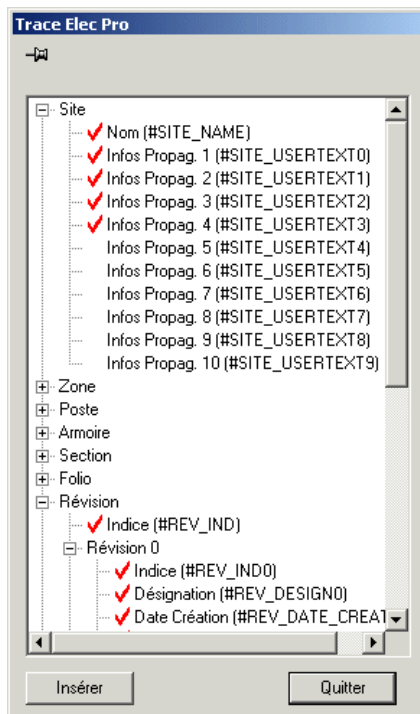 Trace Elec Pro
Site
Nom (#SITE_NAME)
Infos Propag. 1 (#SITE_USERTEXT0)
Infos Propag. 2 (#SITE_USERTEXT1)
Infos Propag. 3 (#SITE_USERTEXT2)
Infos Propag. 4 (#SITE_USERTEXT3)
Infos Propag. 5 (#SITE_USERTEXT4)
Infos Propag. 6 (#SITE_USERTEXT5)
Infos Propag. 7 (#SITE_USERTEXT6)
Infos Propag. 8 (#SITE_USERTEXT7)
Infos Propag. 9 (#SITE_USERTEXT8)
Infos Propag. 10 (#SITE_USERTEXT9)
Zone
Poste
Armoire
Section
Folio
Révision
Indice (#REV_IND)
Révision 0
Indice (#REV_IND0)
Désignation (#REV_DESIGN0)
Date Création (#REV_DATE_CREAT
Insérer Quitter